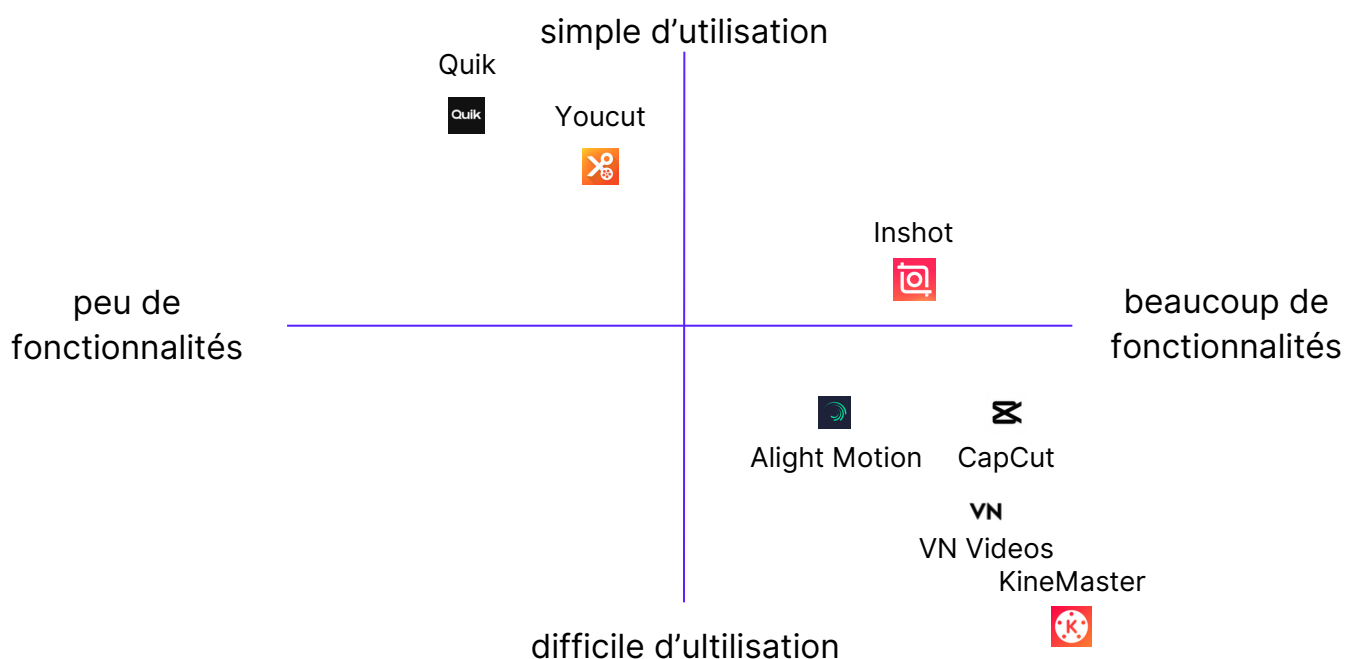 simple d’utilisation
Quik
Quik
Youcut
Inshot
peu de
fonctionnalités
beaucoup de
fonctionnalités
Alight Motion
CapCut
VN
VN Videos
KineMaster
K
difficile d’ultilisation